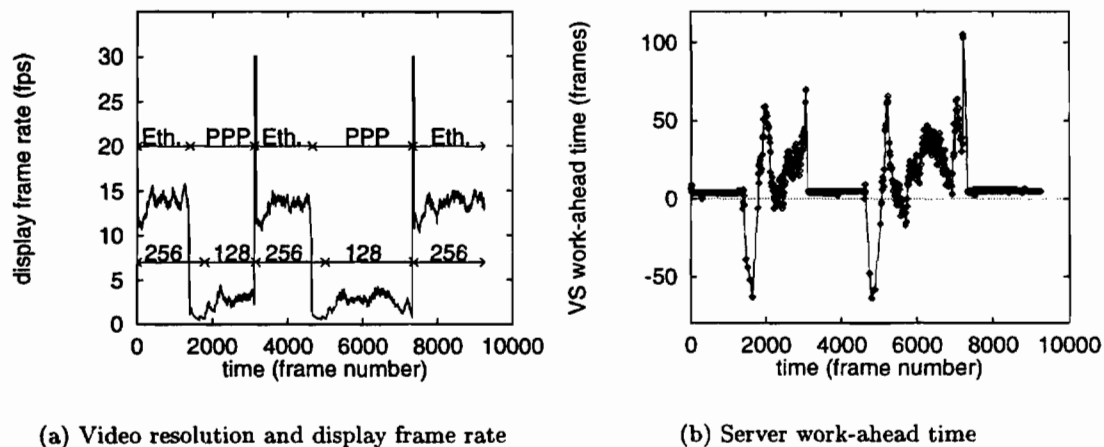 display frame rate (fps)
30
25
20
15
10
5
0
Eth. PPP Eth. PPP Eth.
256 128 256 128 256
0 2000 4000 6000 8000 10000
time (frame number)
VS work-ahead time (frames)
100
50
0
-50
0 2000 4000 6000 8000 10000
time (frame number)
(a) Video resolution and display frame rate
(b) Server work-ahead time